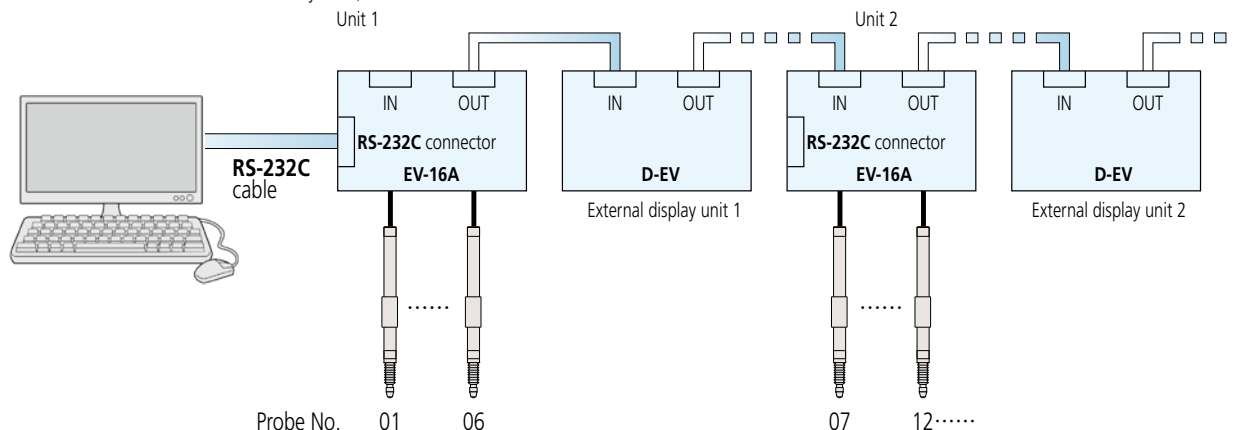 Unit 1
Unit 2
IN OUT IN OUT IN OUT IN OUT
RS-232C connector
RS-232C connector
RS-232C
cable
EV-16A D-EV EV-16A D-EV
External display unit 1
External display unit 2
...... ......
Probe No. 01 06 07 12......